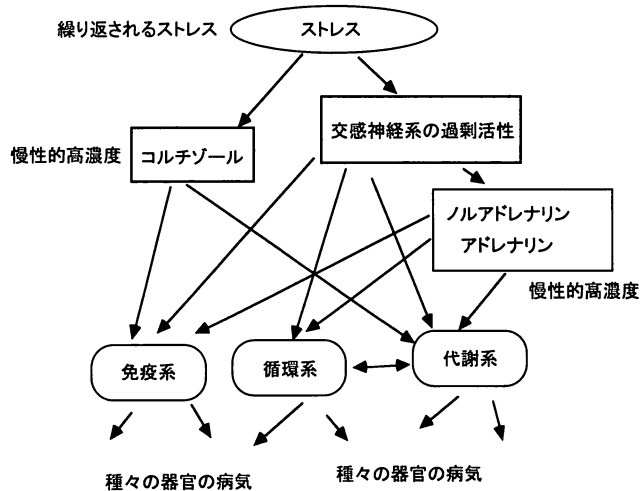 繰り返されるストレス
ストレス
交感神経系の過剰活性
慢性的高濃度
コルチゾール
ノルアドレナリン
アドレナリン
慢性的高濃度
免疫系
循環系
代謝系
種々の器官の病気
種々の器官の病気